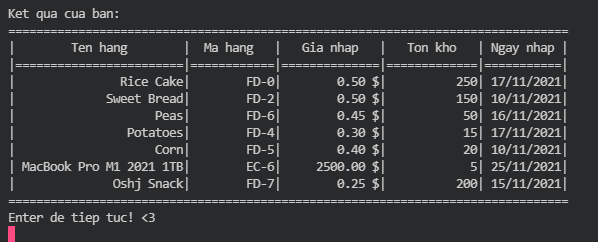 Ket qua cua ban:
==================================================================================
|        Ten hang        |  Ma hang  |   Gia nhap   |   Ton kho   | Ngay nhap |
|========================|===========|==============|=============|===========|
|               Rice Cake|       FD-0|        0.50 $|          250| 17/11/2021|
|             Sweet Bread|       FD-2|        0.50 $|          150| 10/11/2021|
|                    Peas|       FD-6|        0.45 $|           50| 16/11/2021|
|                Potatoes|       FD-4|        0.30 $|           15| 17/11/2021|
|                    Corn|       FD-5|        0.40 $|           20| 10/11/2021|
| MacBook Pro M1 2021 1TB|       EC-6|     2500.00 $|            5| 25/11/2021|
|              Oshj Snack|       FD-7|        0.25 $|          200| 15/11/2021|
==================================================================================
Enter de tiep tuc! <3